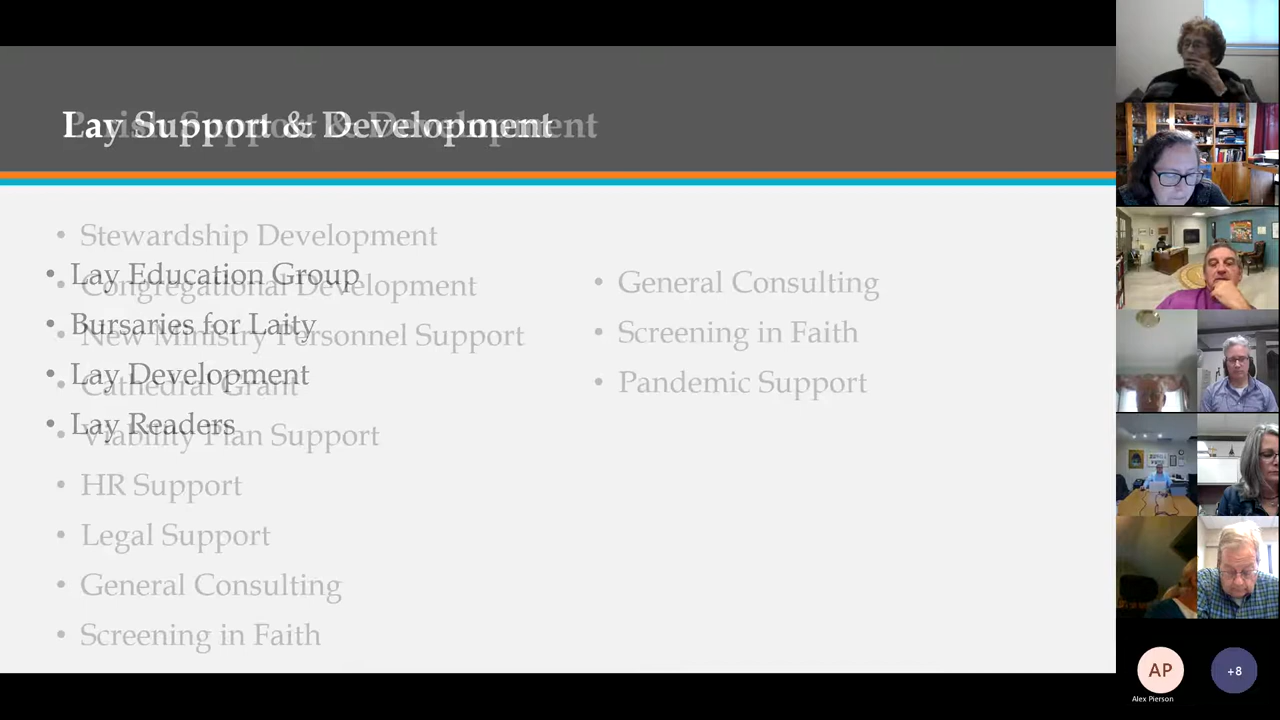 Lay Support & Development
Parish Support & Development
• Stewardship Development
• Lay Education Group
• Congregational Development
• Bursaries for Laity
• New Ministry Personnel Support
• Lay Development
• Cathedral Grant
• Lay Readers
• Viability Plan Support
• HR Support
• Legal Support
• General Consulting
• Screening in Faith
• General Consulting
• Screening in Faith
• Pandemic Support
AP
Alex Pierson
+8